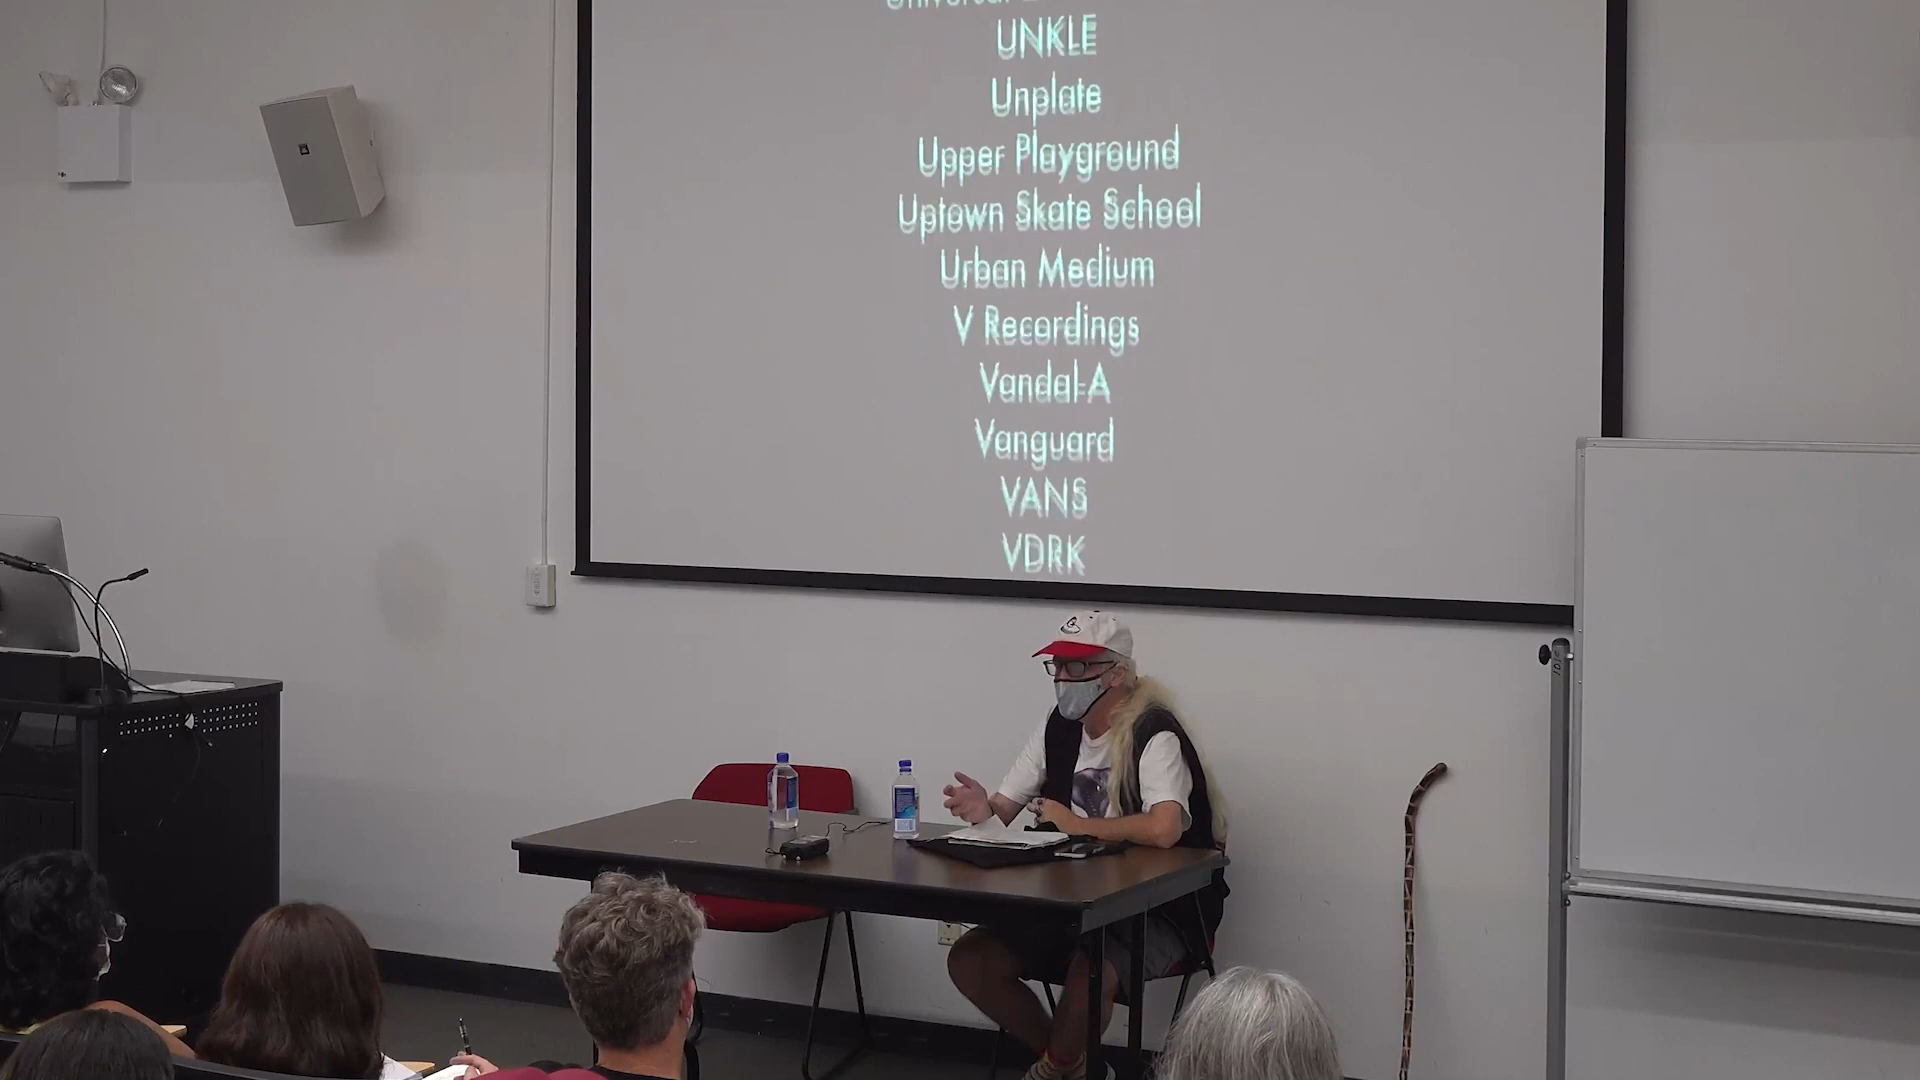 UNKLE
Unplate
Upper Playground
Uptown Skate School
Urban Medium
V Recordings
Vandal-A
Vanguard
VANS
VDRK